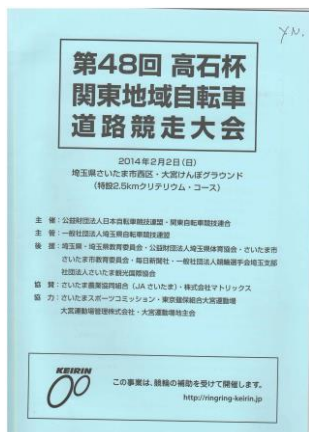 YN.
第48回 高石杯
関東地域自転車
道路競走大会
2014年2月2日(日)
埼玉県さいたま市西区・大宮けんぽグラウンド
(特設2.5kmクリテリウム・コース)
主 催：公益財団法人日本自転車競技連盟・関東自転車競技連合
主 管：一般社団法人埼玉県自転車競技連盟
後 援：埼玉県・埼玉県教育委員会・公益財団法人埼玉県体育協会・さいたま市
さいたま市教育委員会・毎日新聞社・一般社団法人競輪選手会埼玉支部
社団法人さいたま観光国際協会
協 賛：さいたま農業協同組合(JAさいたま)・株式会社マトリックス
協 力：さいたまスポーツコミッション・東京健保組合大宮運動場
大宮運動場管理株式会社・大宮運動場地主会
KEIRIN
この事業は、競輪の補助を受けて開催します。
http://ringring-keirin.jp